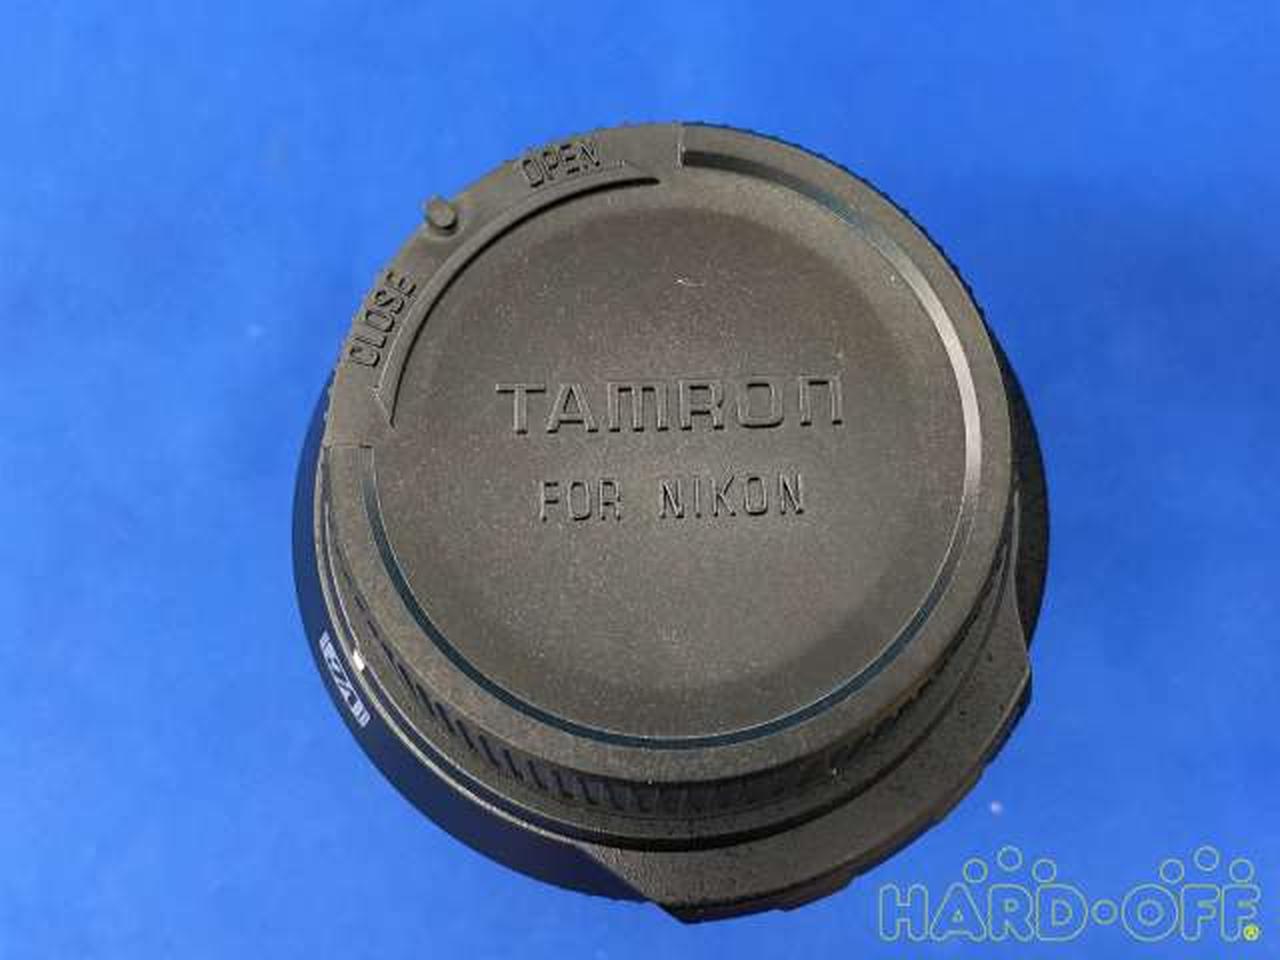 OPEN
CLOSE
TAMRON
FOR NIKON
HARD·OFF®